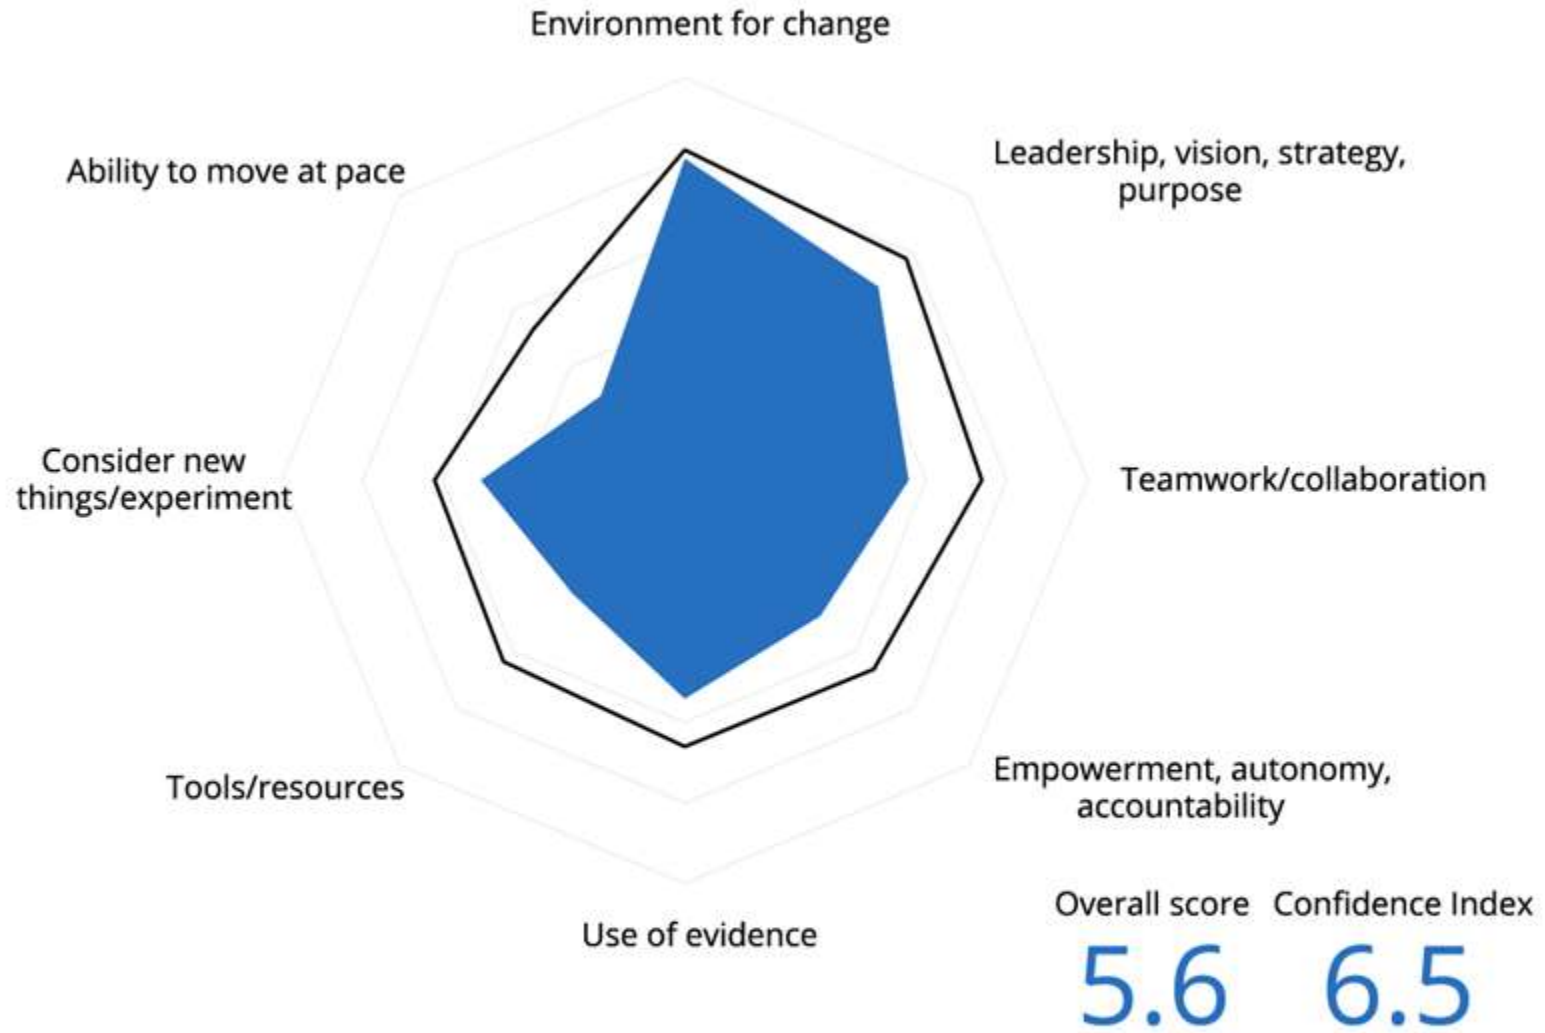 Environment for change
Leadership, vision, strategy,
purpose
Ability to move at pace
Consider new
things/experiment
Teamwork/collaboration
Tools/resources
Empowerment, autonomy,
accountability
Use of evidence
Overall score
5.6
Confidence Index
6.5